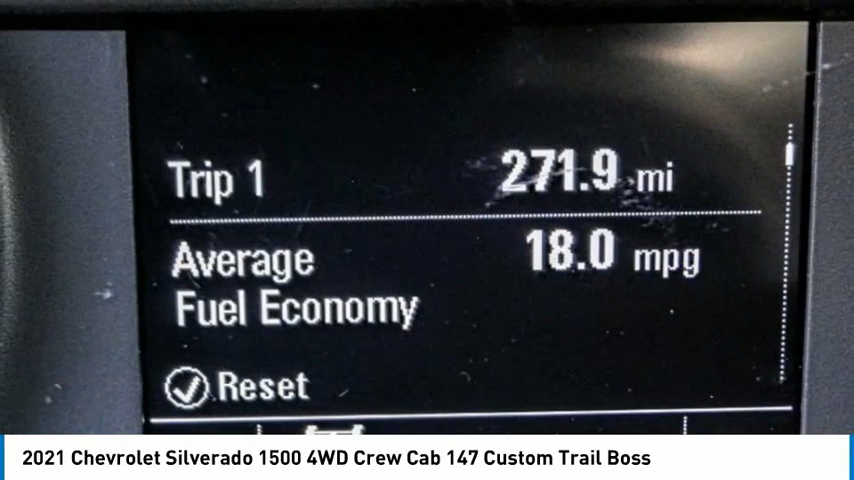 Trip 1 271.9 mi
Average 18.0 mpg
Fuel Economy
Reset
2021 Chevrolet Silverado 1500 4WD Crew Cab 147 Custom Trail Boss